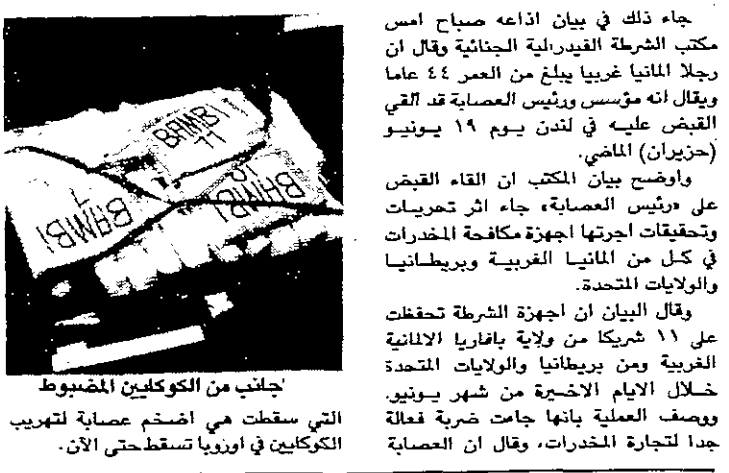 جاء ذلك في بيان اذاعه صباح امس
مكتب الشرطة الفيدرالية الجنائية وقال ان
رجلا المانيا غربيا يبلغ من العمر ٤٤ عاما
ويقال انه مؤسس ورئيس العصابة قد القي
القبض عليه في لندن يوم ١٩ يونيو
(حزيران) الماضي.
واوضح بيان المكتب ان القاء القبض
على «رئيس العصابة» جاء اثر تحريات
وتحقيقات اجرتها اجهزة مكافحة المخدرات
في كل من المانيا الغربية وبريطانيا
والولايات المتحدة.
وقال البيان ان اجهزة الشرطة تحفظت
على ١١ شريكا من ولاية بافاريا الالمانية
الغربية ومن بريطانيا والولايات المتحدة
خلال الايام الاخيرة من شهر يونيو.
ووصف العملية بانها جاءت ضربة فعالة
جدا لتجارة المخدرات، وقال ان العصابة
BAMBI
11
BAMBI
7
BAMBI
جانب من الكوكايين المضبوط
التي سقطت هي اضخم عصابة لتهريب
الكوكايين في اوروبا تسقط حتى الآن.